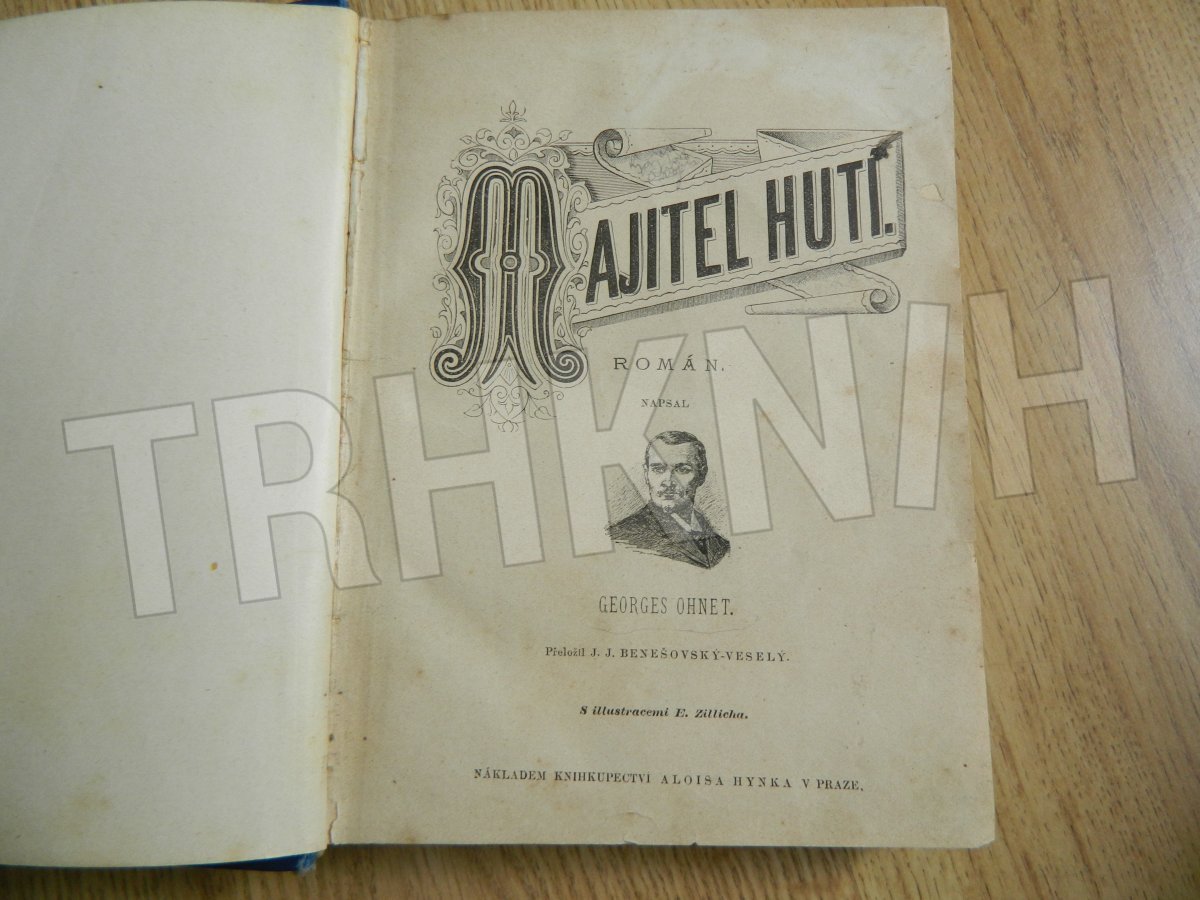 MAJITEL HUTÍ.
ROMÁN.
NAPSAL
GEORGES OHNET.
Přeložil J. J. BENEŠOVSKÝ-VESELÝ.
S illustracemi E. Zillicha.
NÁKLADEM KNIHKUPECTVÍ ALOISA HYNKA V PRAZE.
TRHKNIH